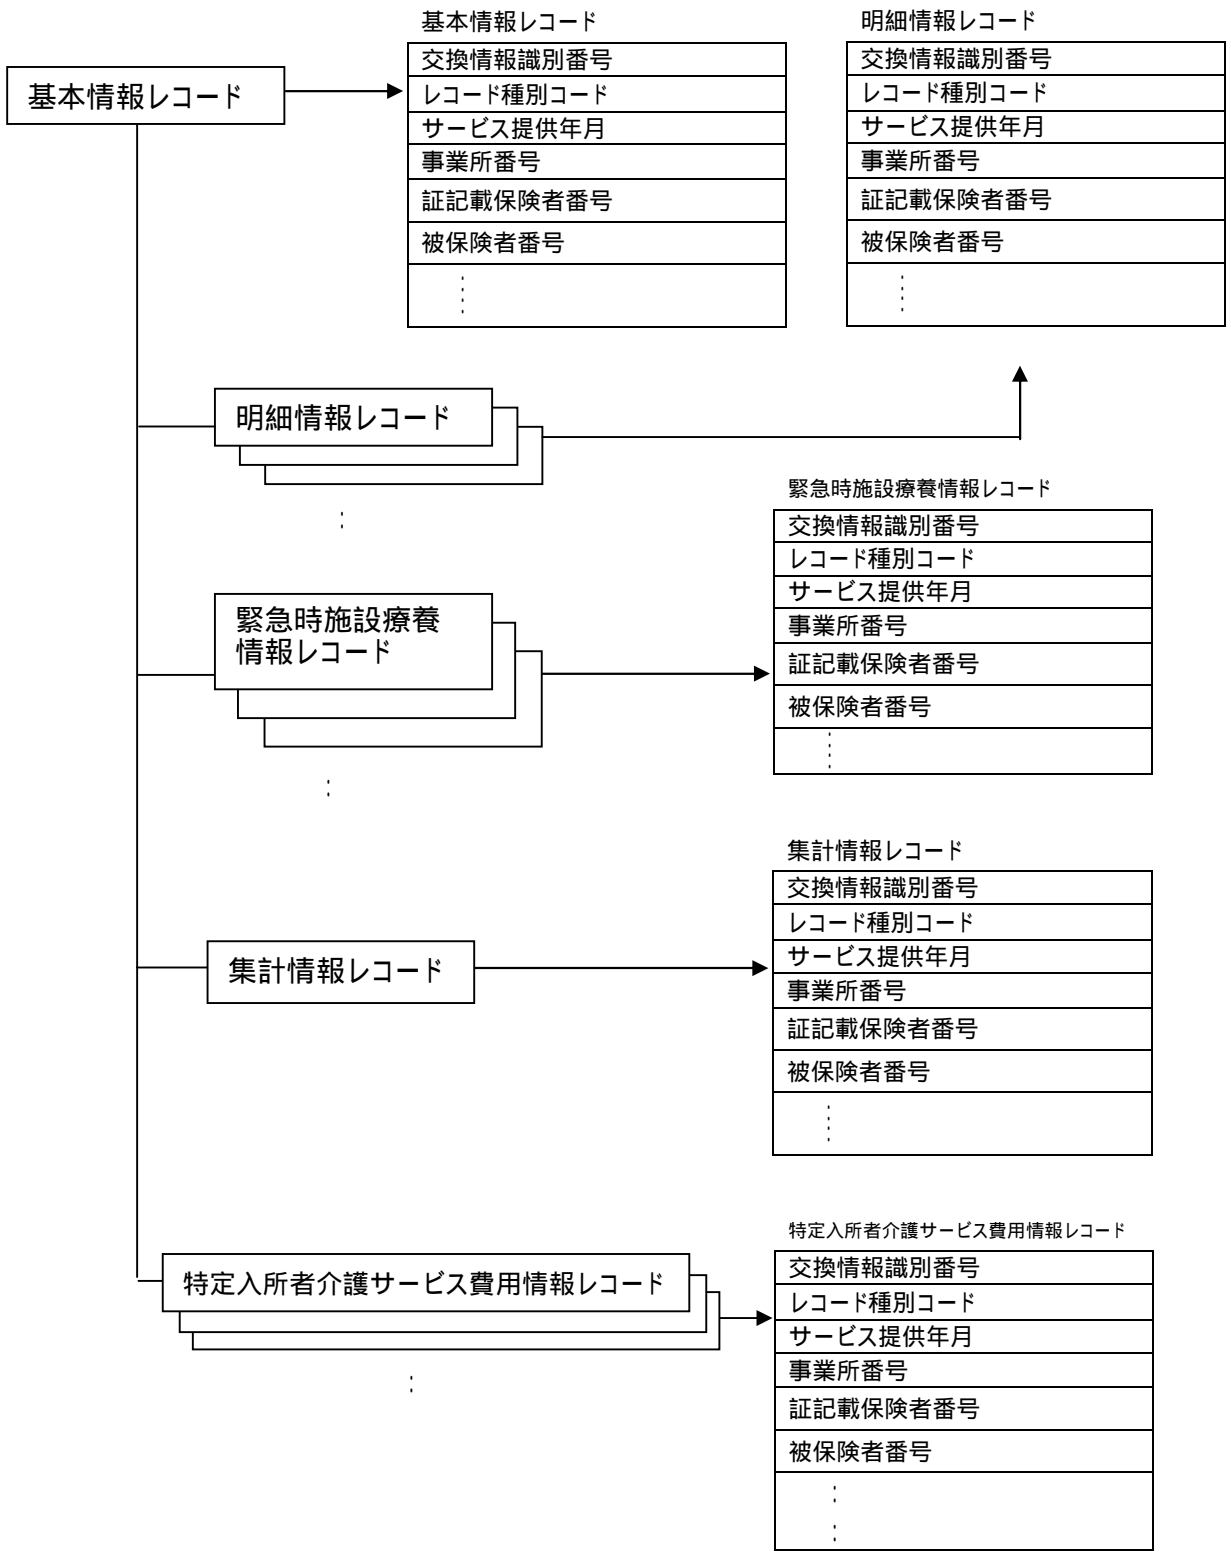 基本情報レコード
基本情報レコード
交換情報識別番号
レコード種別コード
サービス提供年月
事業所番号
証記載保険者番号
被保険者番号
明細情報レコード
交換情報識別番号
レコード種別コード
サービス提供年月
事業所番号
証記載保険者番号
被保険者番号
明細情報レコード
緊急時施設療養
情報レコード
緊急時施設療養情報レコード
交換情報識別番号
レコード種別コード
サービス提供年月
事業所番号
証記載保険者番号
被保険者番号
集計情報レコード
集計情報レコード
交換情報識別番号
レコード種別コード
サービス提供年月
事業所番号
証記載保険者番号
被保険者番号
特定入所者介護サービス費用情報レコード
特定入所者介護サービス費用情報レコード
交換情報識別番号
レコード種別コード
サービス提供年月
事業所番号
証記載保険者番号
被保険者番号